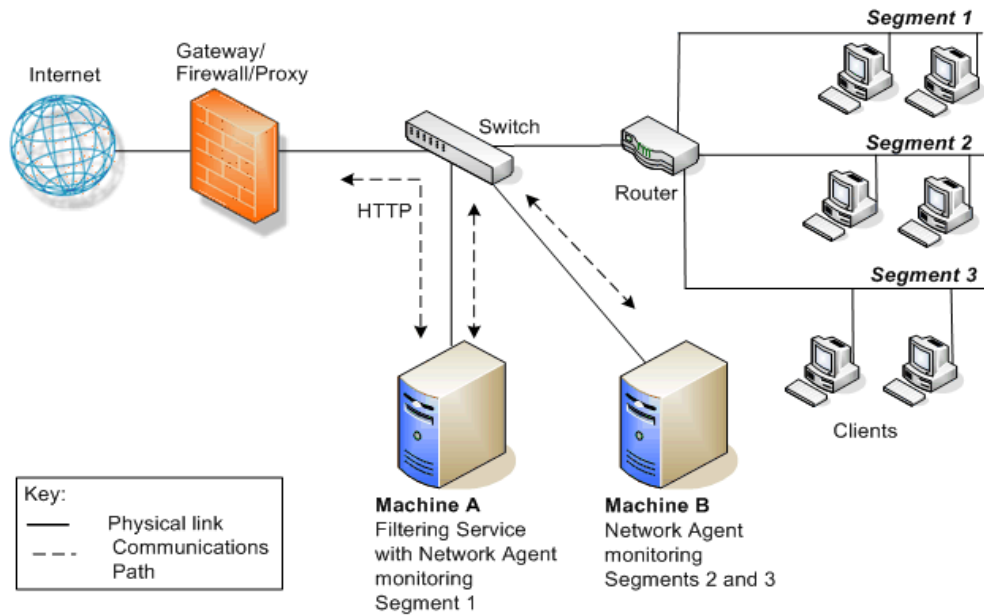 Segment 1
Gateway/
Firewall/Proxy
Internet
Switch
Segment 2
Router
HTTP
Segment 3
Clients
Machine A
Filtering Service
with Network Agent
monitoring
Segment 1
Machine B
Network Agent
monitoring
Segments 2 and 3
Key:
Physical link
Communications
Path